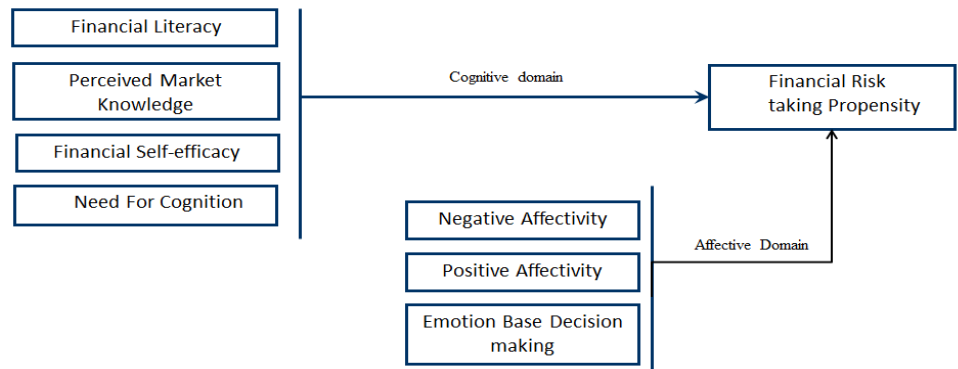 Financial Literacy
Perceived Market
Knowledge
Financial Self-efficacy
Need For Cognition
Cognitive domain
Financial Risk
taking Propensity
Negative Affectivity
Positive Affectivity
Emotion Base Decision
making
Affective Domain